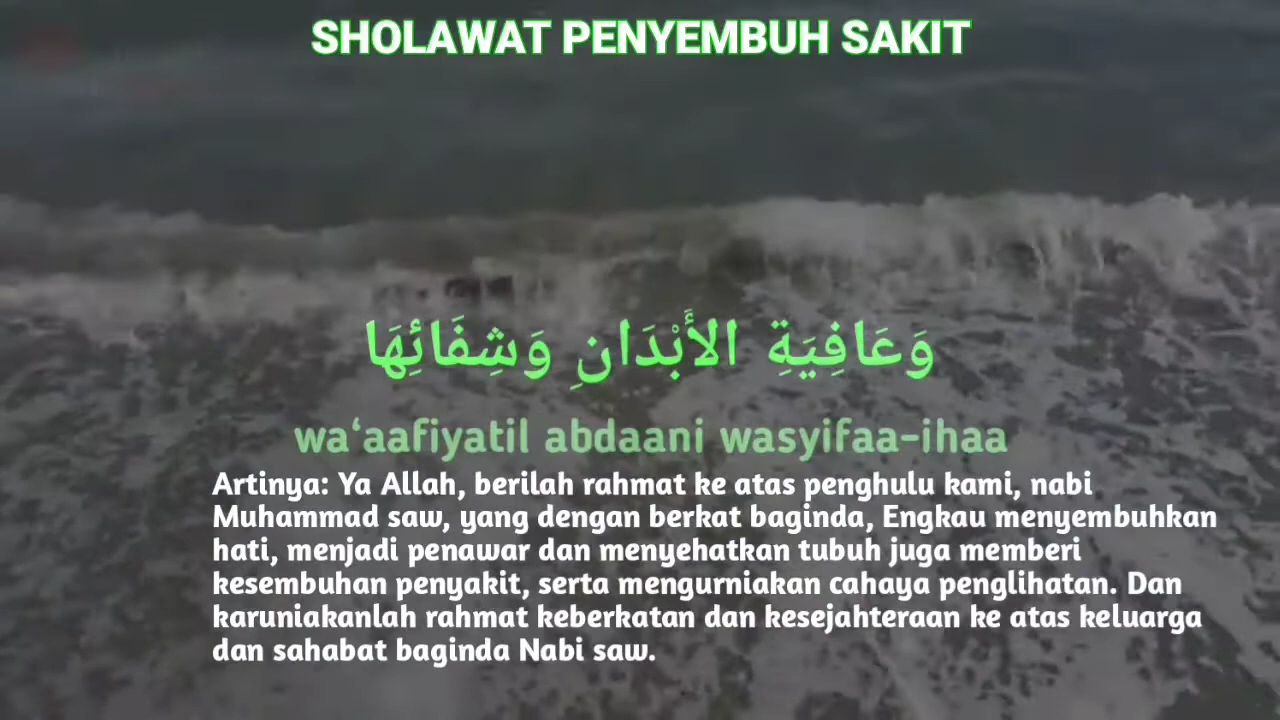 SHOLAWAT PENYEMBUH SAKIT
وَعَافِيَةِ الأَبْدَانِ وَشِفَائِهَا
wa‘aafiyatil abdaani wasyifaa-ihaa
Artinya: Ya Allah, berilah rahmat ke atas penghulu kami, nabi
Muhammad saw, yang dengan berkat baginda, Engkau menyembuhkan
hati, menjadi penawar dan menyehatkan tubuh juga memberi
kesembuhan penyakit, serta mengurniakan cahaya penglihatan. Dan
karuniakanlah rahmat keberkatan dan kesejahteraan ke atas keluarga
dan sahabat baginda Nabi saw.